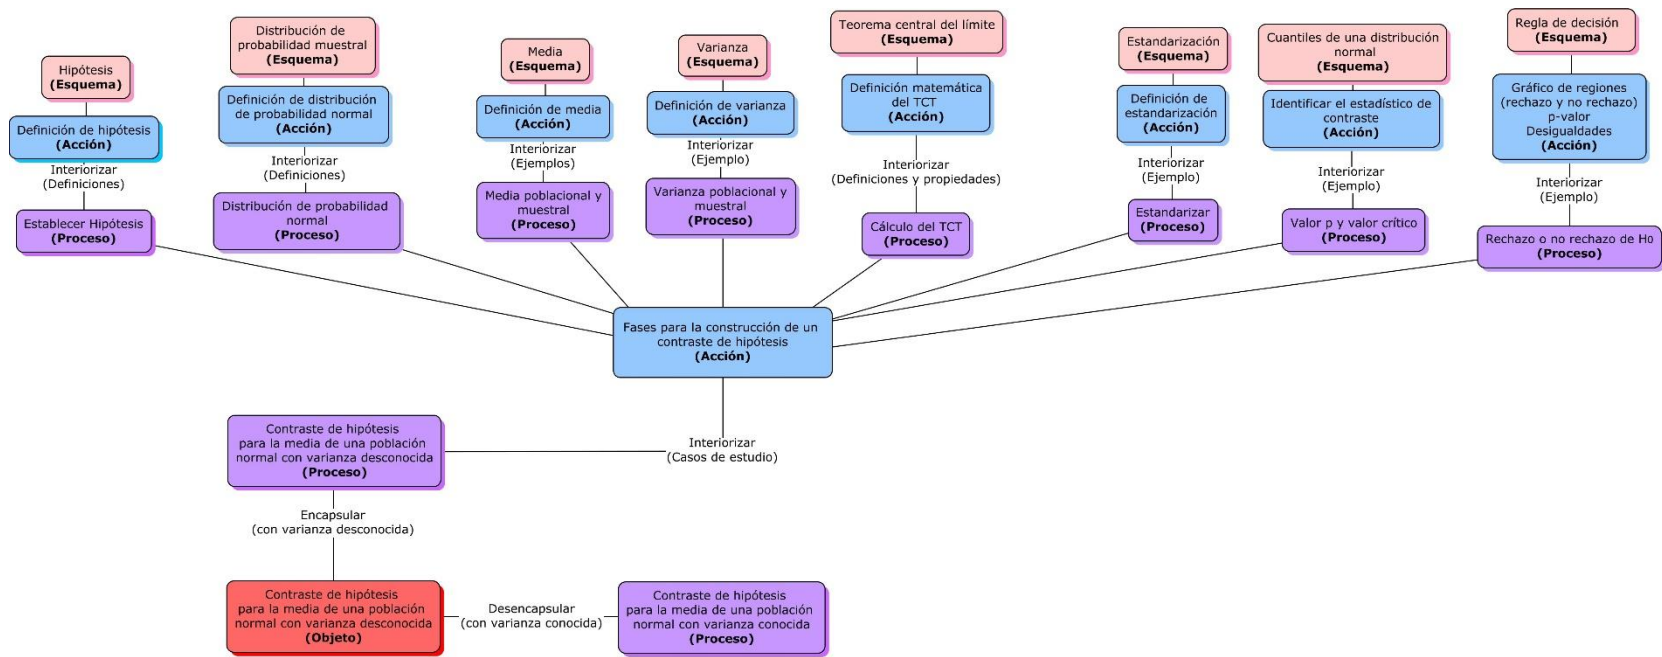 Hipótesis
(Esquema)
Definición de hipótesis
(Acción)
Interiorizar
(Definiciones)
Establecer Hipótesis
(Proceso)
Distribución de
probabilidad muestral
(Esquema)
Definición de distribución
de probabilidad normal
(Acción)
Interiorizar
(Definiciones)
Distribución de probabilidad
normal
(Proceso)
Media
(Esquema)
Definición de media
(Acción)
Interiorizar
(Ejemplos)
Media poblacional y
muestral
(Proceso)
Varianza
(Esquema)
Definición de varianza
(Acción)
Interiorizar
(Ejemplo)
Varianza poblacional y
muestral
(Proceso)
Teorema central del límite
(Esquema)
Definición matemática
del TCT
(Acción)
Interiorizar
(Definiciones y propiedades)
Cálculo del TCT
(Proceso)
Estandarización
(Esquema)
Definición de
estandarización
(Acción)
Interiorizar
(Ejemplo)
Estandarizar
(Proceso)
Cuantiles de una distribución
normal
(Esquema)
Identificar el estadístico de
contraste
(Acción)
Interiorizar
(Ejemplo)
Valor p y valor crítico
(Proceso)
Regla de decisión
(Esquema)
Gráfico de regiones
(rechazo y no rechazo)
p-valor
Desigualdades
(Acción)
Interiorizar
(Ejemplo)
Rechazo o no rechazo de H0
(Proceso)
Fases para la construcción de un
contraste de hipótesis
(Acción)
Interiorizar
(Casos de estudio)
Contraste de hipótesis
para la media de una población
normal con varianza desconocida
(Proceso)
Encapsular
(con varianza desconocida)
Contraste de hipótesis
para la media de una población
normal con varianza desconocida
(Objeto)
Desencapsular
(con varianza conocida)
Contraste de hipótesis
para la media de una población
normal con varianza conocida
(Proceso)